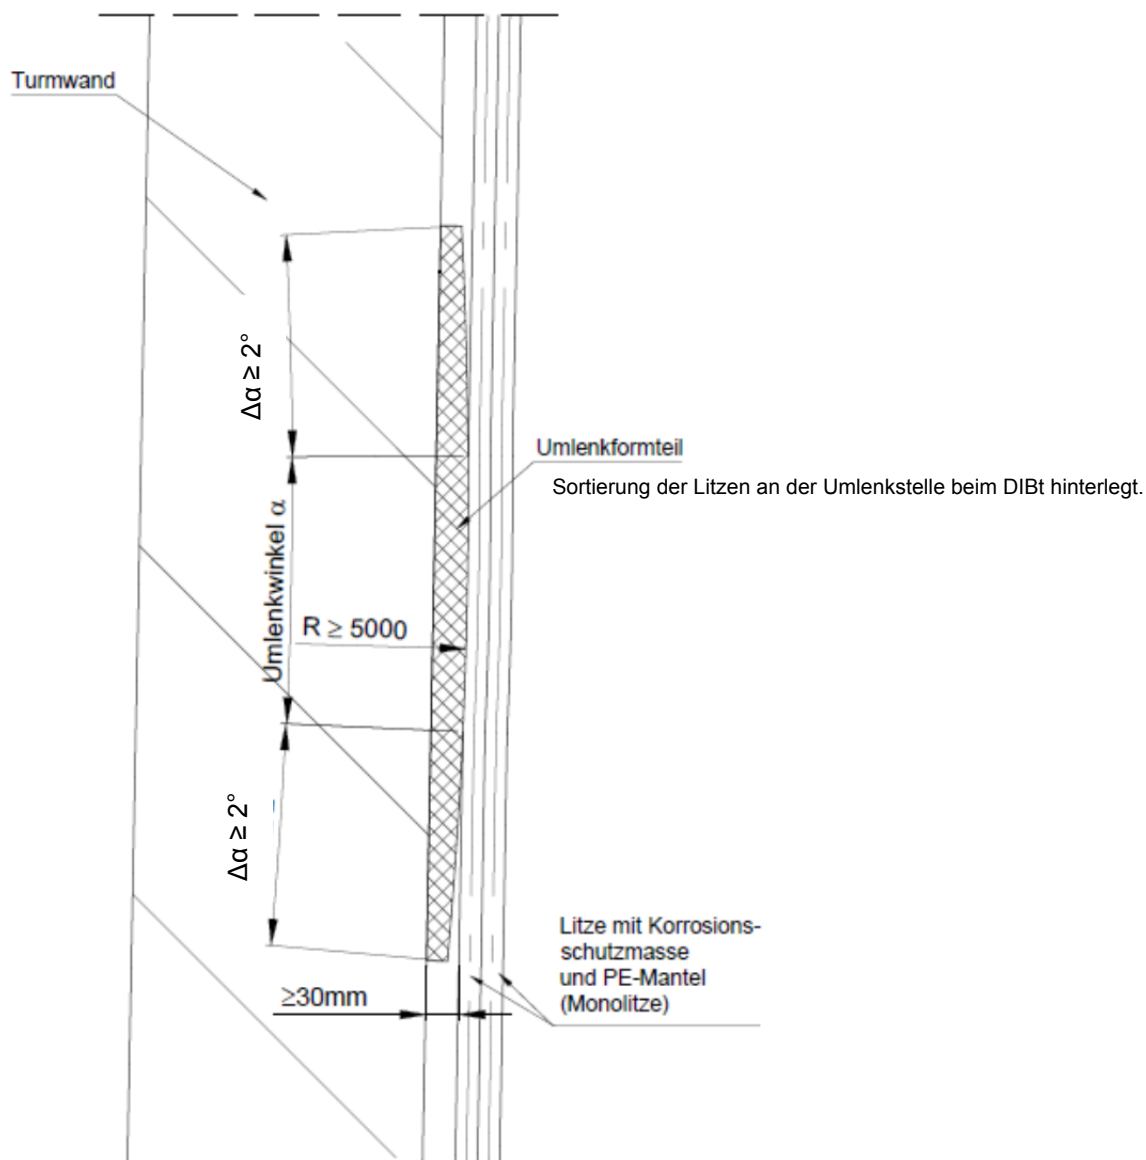 Turmwand
Δα ≥ 2°
Umlenkformteil
Sortierung der Litzen an der Umlenkstelle beim DIBt hinterlegt.
Umlenkwinkel α
R ≥ 5000
Δα ≥ 2°
Litze mit Korrosions-
schutzmasse
und PE-Mantel
(Monolitze)
≥30mm